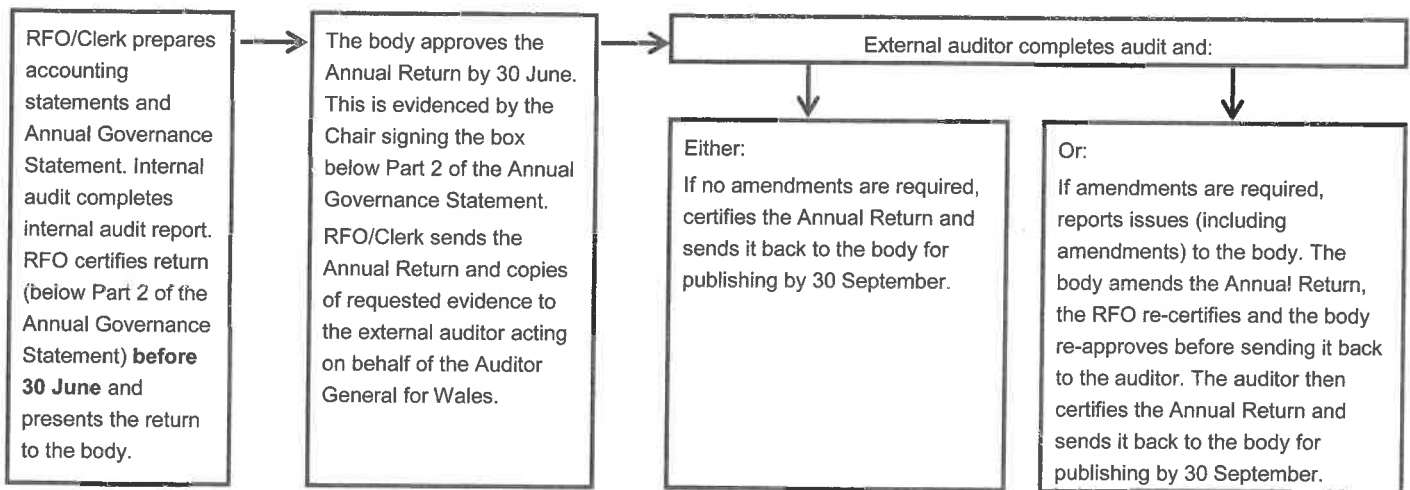 RFO/Clerk prepares
accounting
statements and
Annual Governance
Statement. Internal
audit completes
internal audit report.
RFO certifies return
(below Part 2 of the
Annual Governance
Statement) before
30 June and
presents the return
to the body.
The body approves the
Annual Return by 30 June.
This is evidenced by the
Chair signing the box
below Part 2 of the Annual
Governance Statement.
RFO/Clerk sends the
Annual Return and copies
of requested evidence to
the external auditor acting
on behalf of the Auditor
General for Wales.
External auditor completes audit and:
Either:
If no amendments are required,
certifies the Annual Return and
sends it back to the body for
publishing by 30 September.
Or:
If amendments are required,
reports issues (including
amendments) to the body. The
body amends the Annual Return,
the RFO re-certifies and the body
re-approves before sending it back
to the auditor. The auditor then
certifies the Annual Return and
sends it back to the body for
publishing by 30 September.